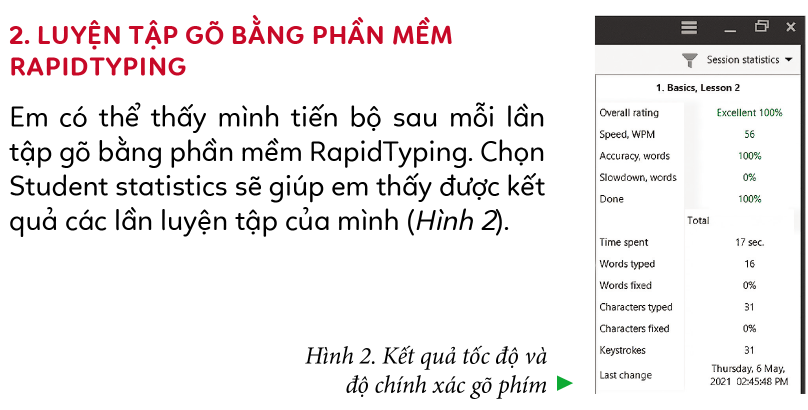 2. LUYỆN TẬP GÕ BẰNG PHẦN MỀM
RAPIDTYPING
Em có thể thấy mình tiến bộ sau mỗi lần
tập gõ bằng phần mềm RapidTyping. Chọn
Student statistics sẽ giúp em thấy được kết
quả các lần luyện tập của mình (Hình 2).
Hình 2. Kết quả tốc độ và
độ chính xác gõ phím
Session statistics
1. Basics, Lesson 2
Overall rating Excellent 100%
Speed, WPM 56
Accuracy, words 100%
Slowdown, words 0%
Done 100%
Total
Time spent 17 sec.
Words typed 16
Words fixed 0%
Characters typed 31
Characters fixed 0%
Keystrokes 31
Last change Thursday, 6 May,
2021 02:45:48 PM